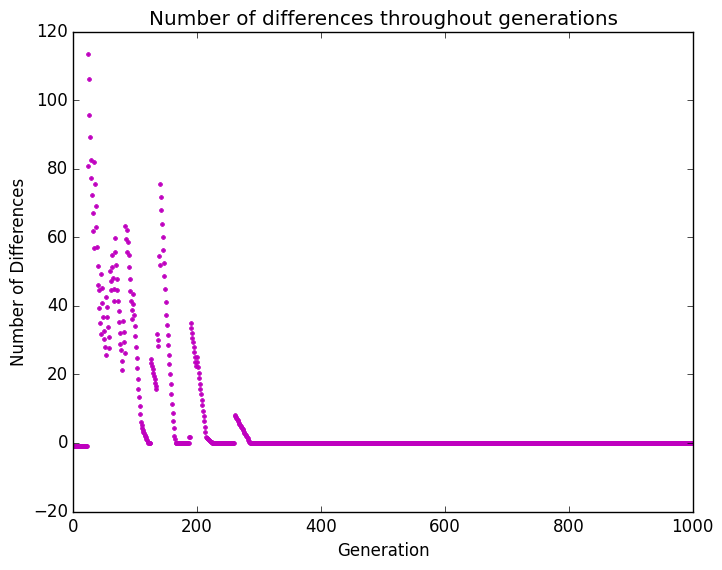 Number of differences throughout generations
120
100
80
60
40
20
0
−20
Number of Differences
0 200 400 600 800 1000
Generation